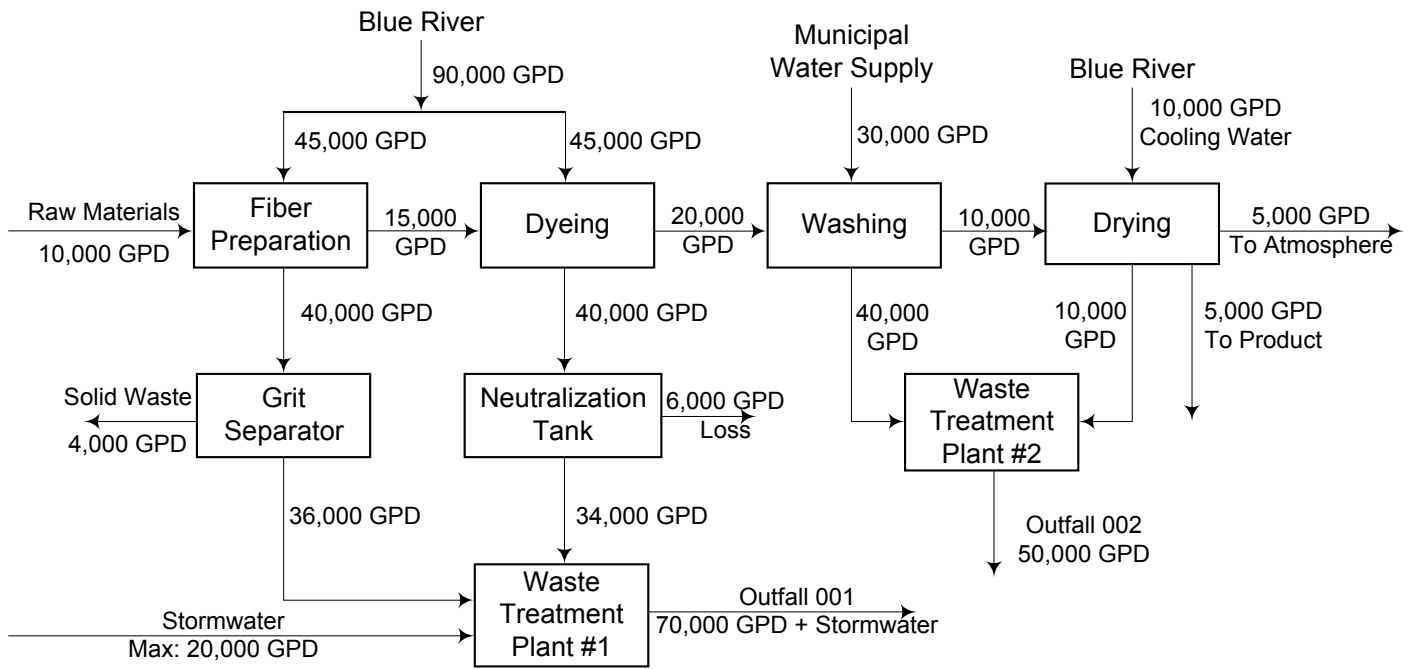 Blue River
90,000 GPD
45,000 GPD
45,000 GPD
Municipal
Water Supply
30,000 GPD
Blue River
10,000 GPD
Cooling Water
Raw Materials
10,000 GPD
Fiber
Preparation
15,000
GPD
Dyeing
20,000
GPD
Washing
10,000
GPD
Drying
5,000 GPD
To Atmosphere
40,000 GPD
40,000 GPD
40,000
GPD
10,000
GPD
5,000 GPD
To Product
Solid Waste
4,000 GPD
Grit
Separator
Neutralization
Tank
6,000 GPD
Loss
Waste
Treatment
Plant #2
36,000 GPD
34,000 GPD
Outfall 002
50,000 GPD
Stormwater
Max: 20,000 GPD
Waste
Treatment
Plant #1
Outfall 001
70,000 GPD + Stormwater